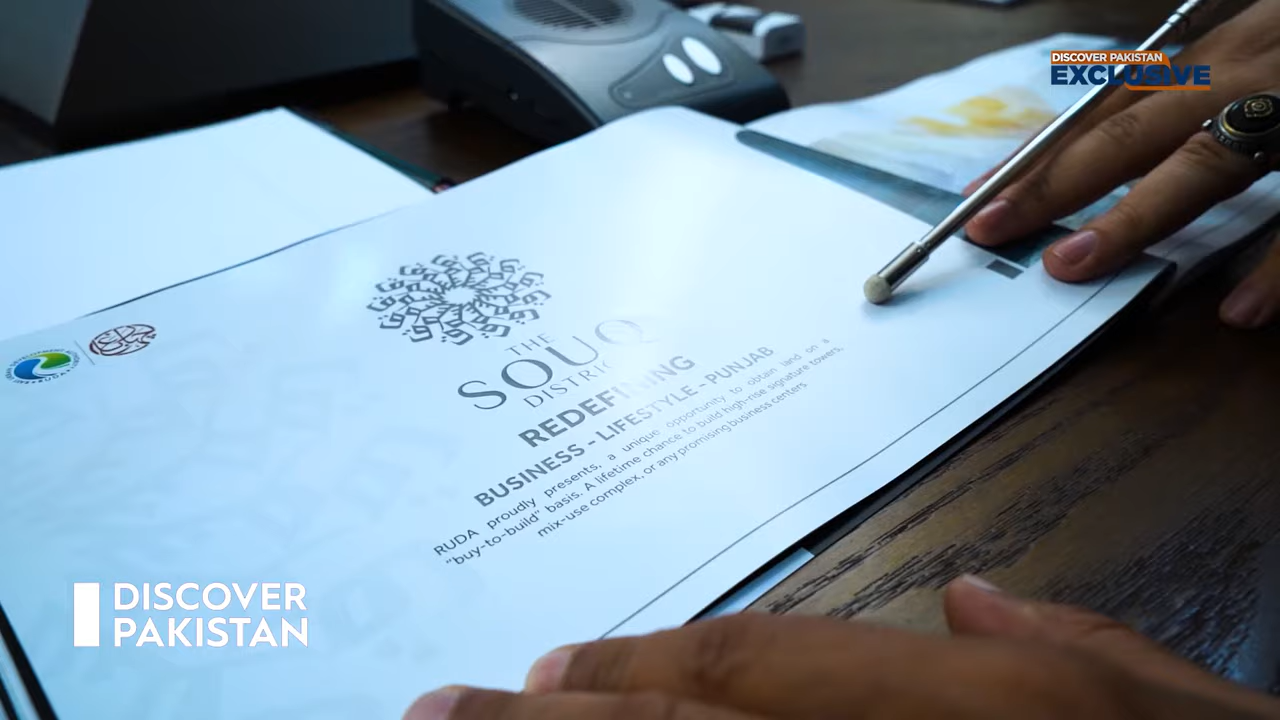 DISCOVER PAKISTAN
EXCLUSIVE
THE
SOUQ
DISTRIC
REDEFINING
BUSINESS - LIFESTYLE - PUNJAB
RUDA proudly presents, a unique opportunity to obtain land on a
"buy-to-build" basis. A lifetime chance to build high-rise signature towers,
mix-use complex, or any promising business centers
DISCOVER
PAKISTAN